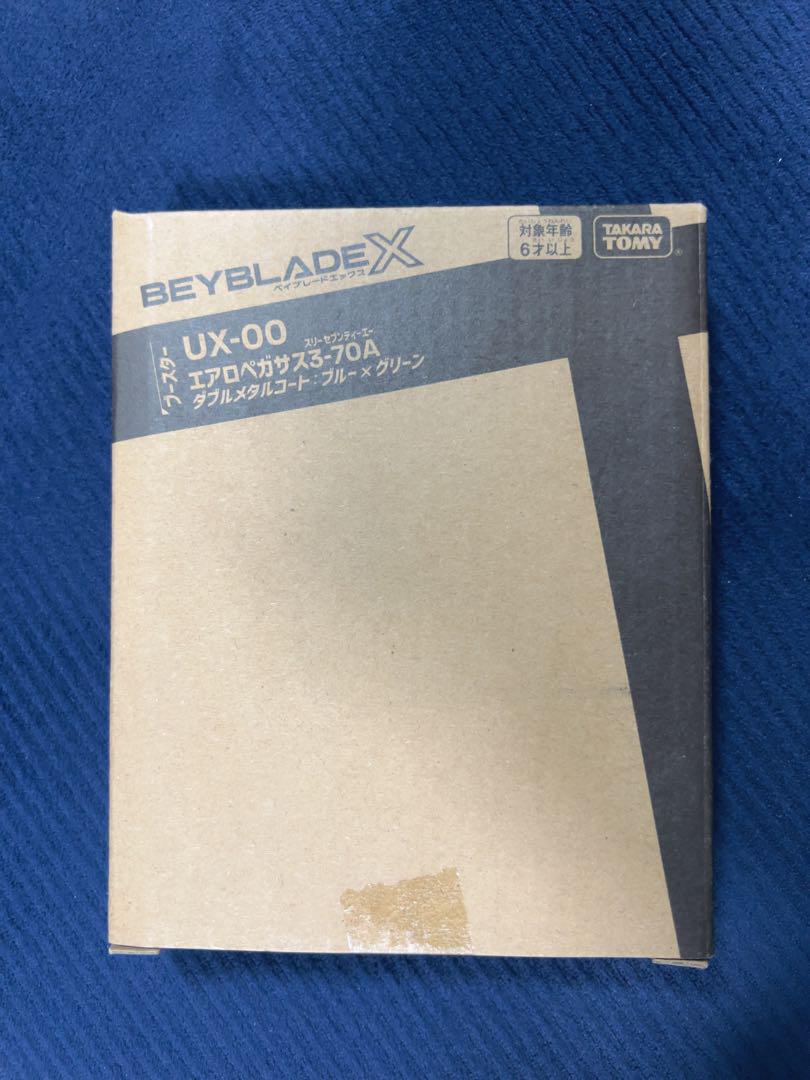 BEYBLADE X
ベイブレードエックス
対象年齢
6才以上
TAKARA
TOMY
ブースター
UX-00
スリーセブンティーエー
エアロペガサス3-70A
ダブルメタルコート:ブルー×グリーン